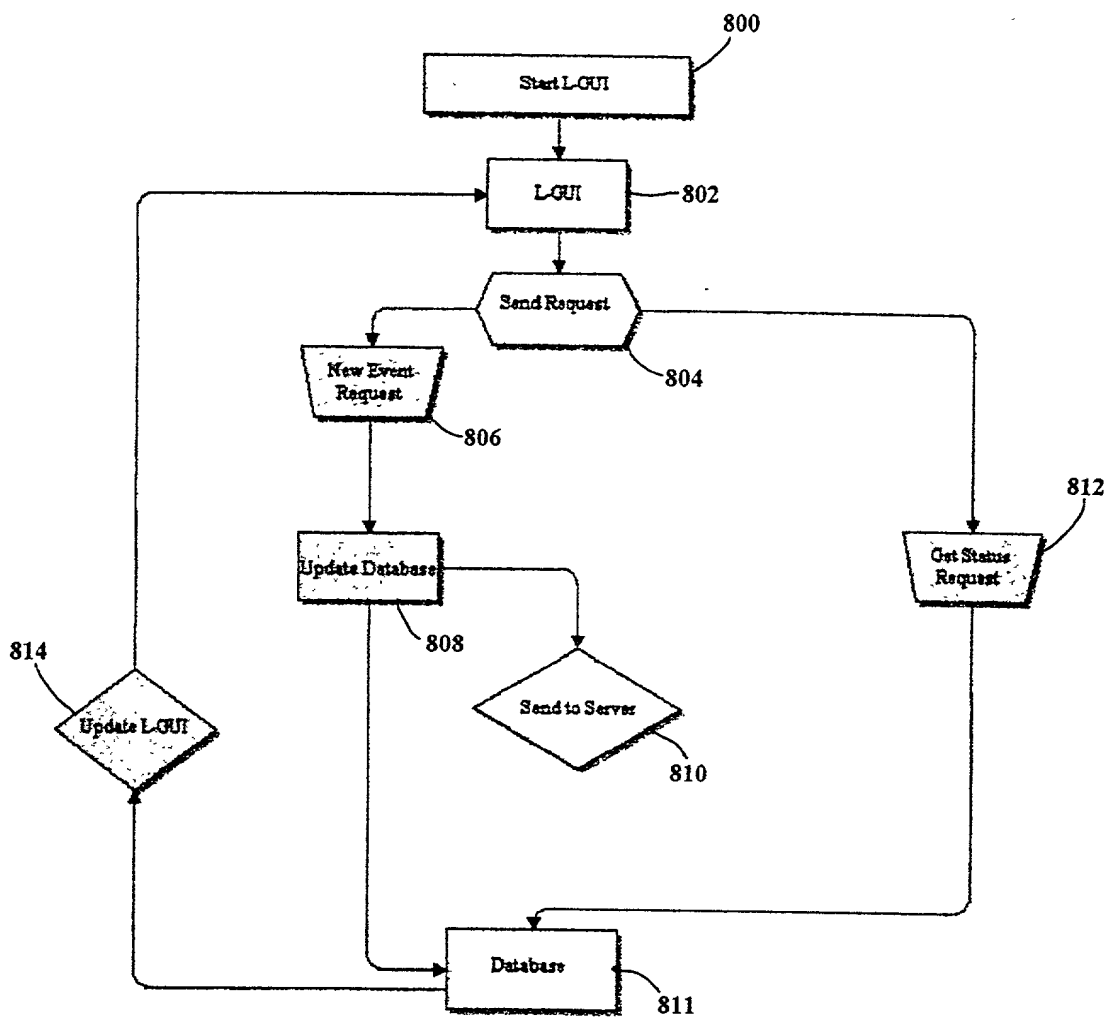 800
Start L-GUI
L-GUI
802
Send Request
804
New Event
Request
806
812
Get Status
Request
Update Database
808
814
Update L-GUI
Send to Server
810
Database
811